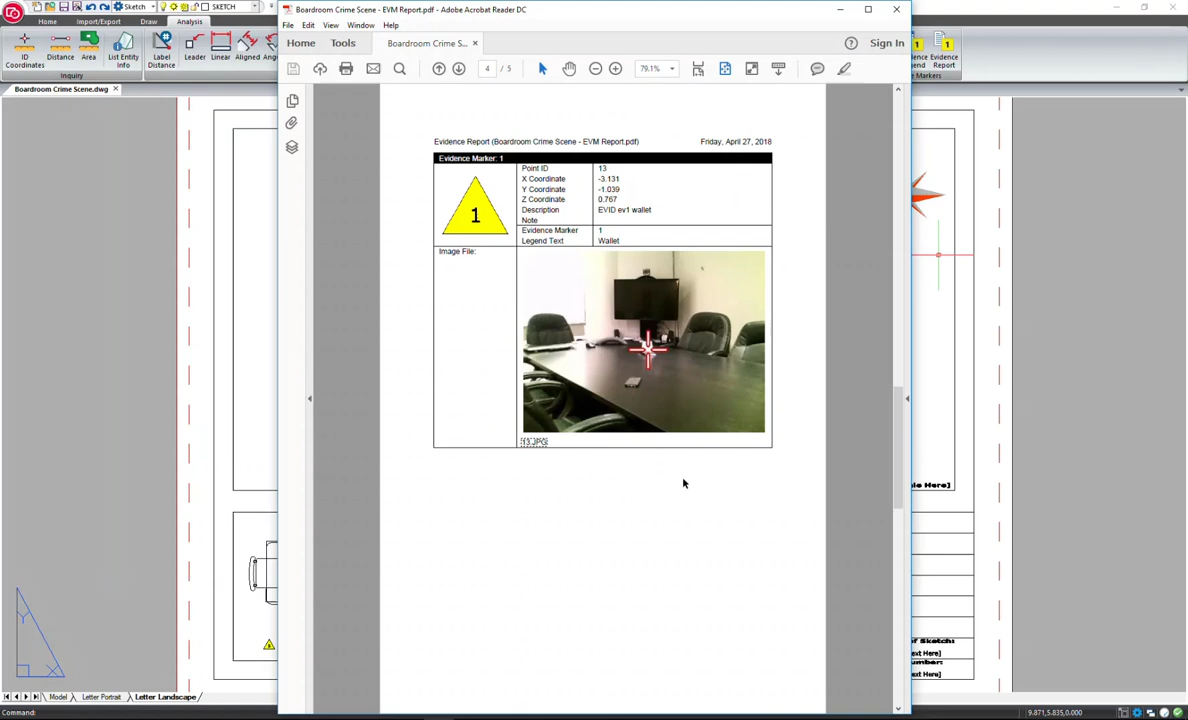 Sketch
SKETCH
Home
Import/Export
Draw
Analysis
ID
Coordinates
Distance
Area
List Entity
Info
Inquiry
Label
Distance
Leader
Linear
Aligned
Boardroom Crime Scene.dwg
Boardroom Crime Scene - EVM Report.pdf - Adobe Acrobat Reader DC
File
Edit
View
Window
Help
Home
Tools
Boardroom Crime S...
Sign In
4
/ 5
79.1%
Evidence
Report
Evidence Report (Boardroom Crime Scene - EVM Report.pdf)
Friday, April 27, 2018
Evidence Marker: 1
1
Point ID 13
X Coordinate -3.131
Y Coordinate -1.039
Z Coordinate 0.767
Description EVID ev1 wallet
Note
Evidence Marker 1
Legend Text Wallet
Image File:
13.JPG
Y
X
Model
Letter Portrait
Letter Landscape
Command:
9.871,5.835,0.000